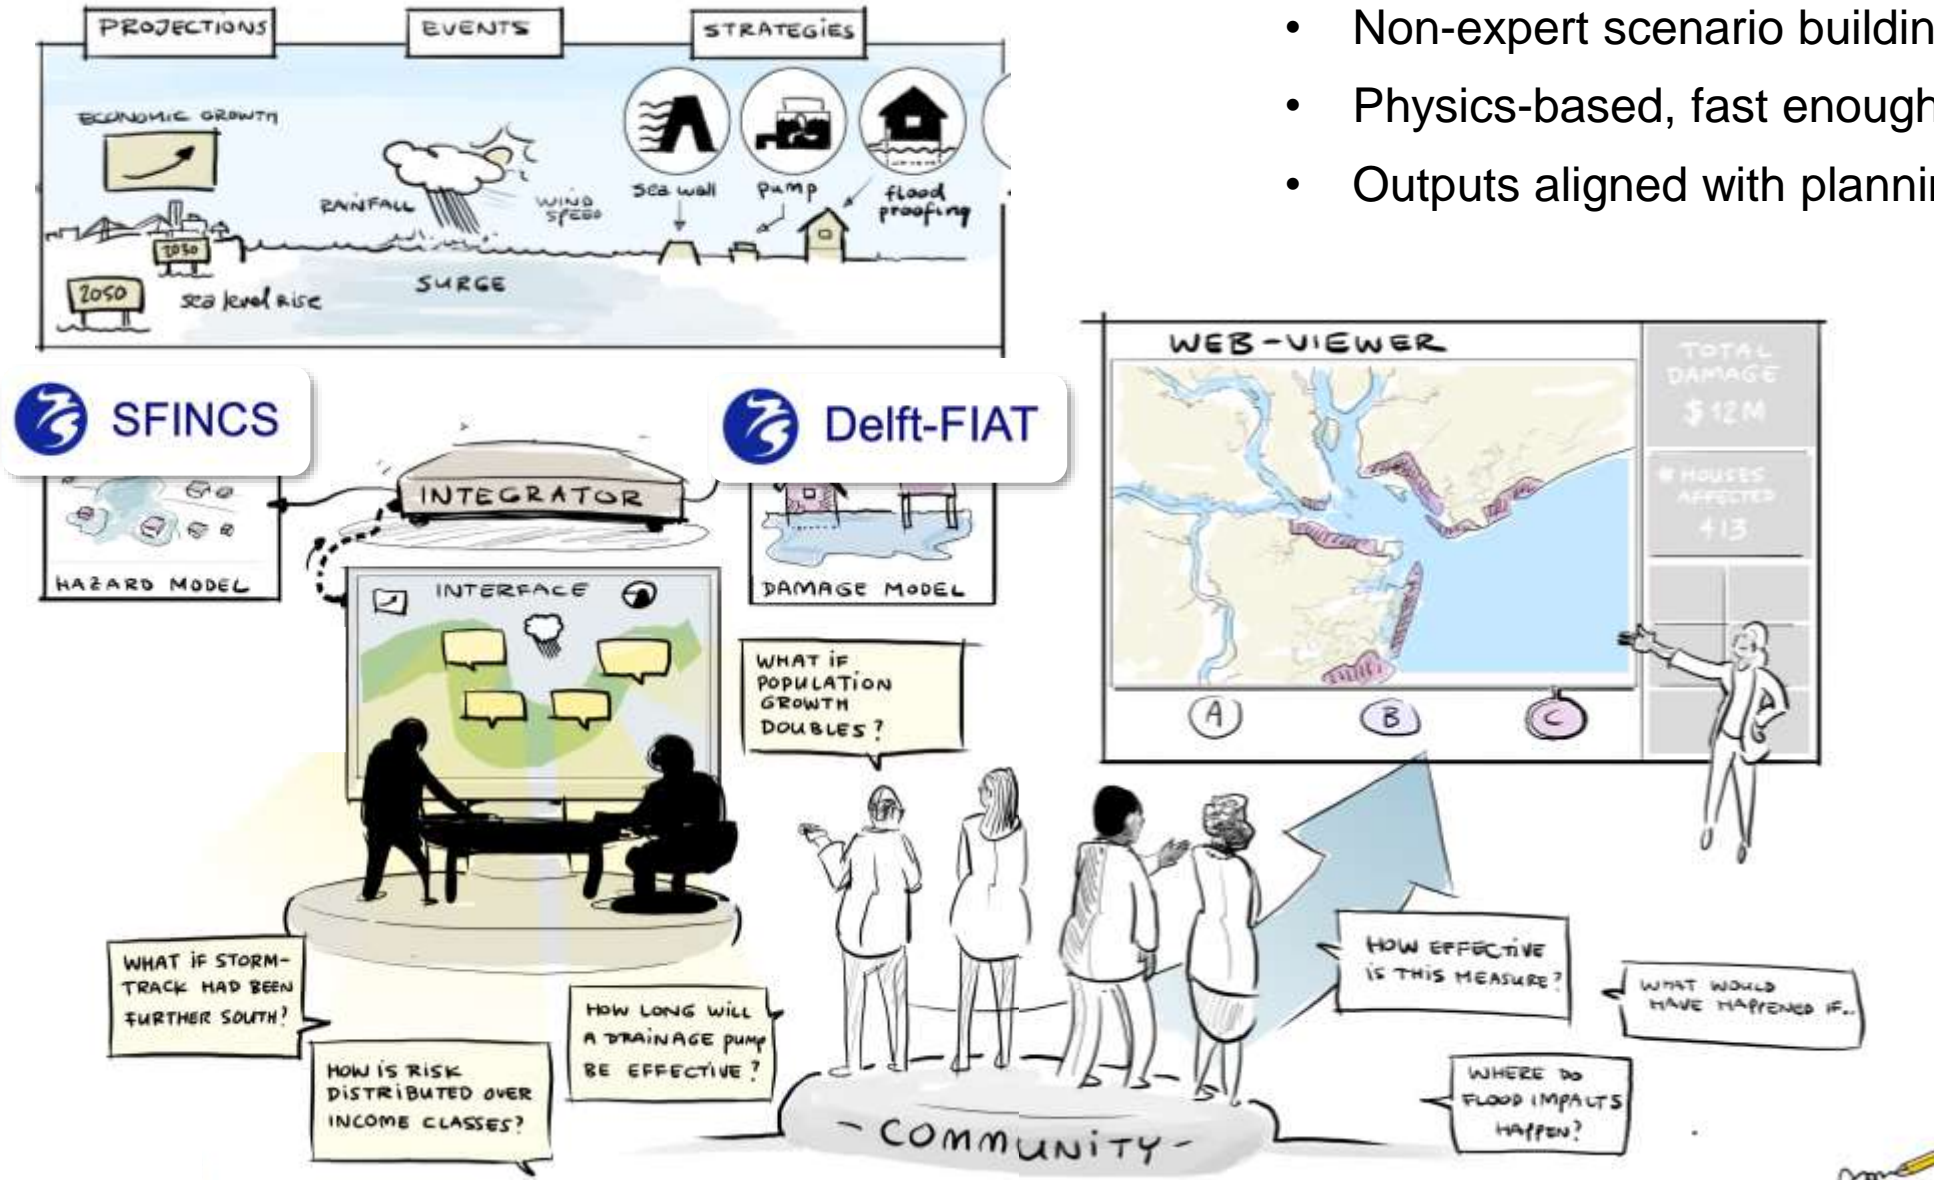 PROJECTIONS
EVENTS
STRATEGIES
ECONOMIC GROWTH
RAINFALL
WIND
SPEED
sea wall
pump
flood
proofing
2030
2050
sea level Rise
SURGE
• Non-expert scenario buildin
• Physics-based, fast enough
• Outputs aligned with plannin
SFINCS
Delft-FIAT
INTEGRATOR
HAZARD MODEL
DAMAGE MODEL
INTERFACE
WEB-VIEWER
TOTAL
DAMAGE
$12M
# HOUSES
AFFECTED
413
A
B
C
WHAT iF
POPULATiON
GROWTH
DOUBLES?
WHAT iF STORM-
TRACK HAD BEEN
FURTHER SOUTH?
HOW iS RiSK
DiSTRiBUTED OVER
INCOME CLASSES?
HOW LONG WiLL
A DRAiNAGE PUMP
BE EFFECTiVE?
HOW EFFECTiVE
iS THiS MEASURE?
WHAT WOULD
HAVE HAPPENED iF..
WHERE DO
FLOOD IMPACTS
HAPPEN?
- COMMUNiTY -